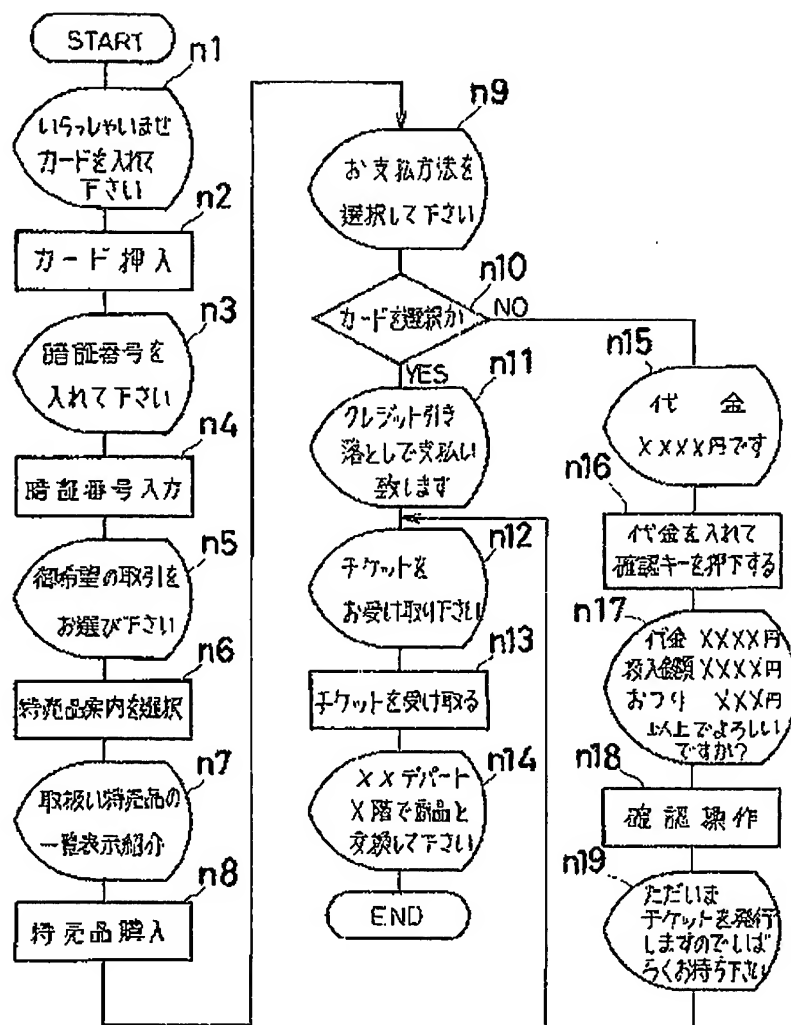 START
n1
いらっしゃいませ
カードを入れて
下さい
n2
カード押入
n3
暗証番号を
入れて下さい
n4
暗証番号入力
n5
御希望の取引を
お選び下さい
n6
特売品案内を選択
n7
取扱い特売品の
一覧表示紹介
n8
特売品購入
n9
お支払方法を
選択して下さい
n10
カードを選択か
NO
YES
n11
クレジット引き
落としで支払い
致します
n12
チケットを
お受け取り下さい
n13
チケットを受け取る
n14
××デパート
X階で商品と
交換して下さい
END
n15
代 金
XXXX円です
n16
代金を入れて
確認キーを押下する
n17
代金 XXXX円
投入金額 XXXX円
おつり XXX円
以上でよろしい
ですか?
n18
確認操作
n19
ただいま
チケットを発行
しますのでいば
らくお待ち下さい